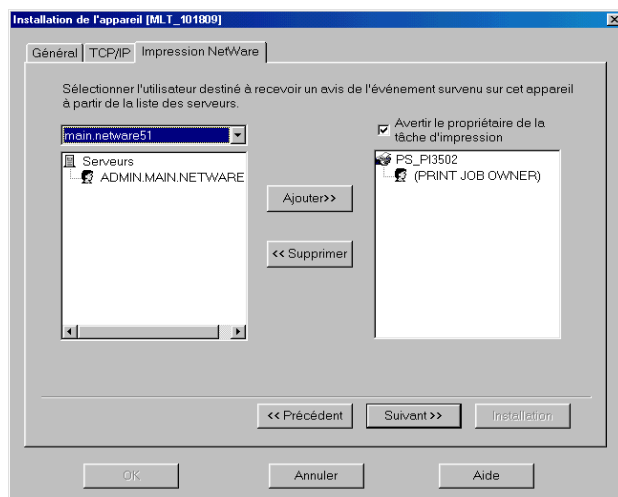 Installation de l'appareil [MLT_101809]
Général TCP/IP Impression NetWare
Sélectionner l'utilisateur destiné à recevoir un avis de l'événement survenu sur cet appareil
à partir de la liste des serveurs.
main.netware51
Avertir le propriétaire de la
tâche d'impression
Serveurs
ADMIN.MAIN.NETWARE
PS_PI3502
(PRINT JOB OWNER)
Ajouter>>
<< Supprimer
<< Précédent Suivant >> Installation
OK Annuler Aide